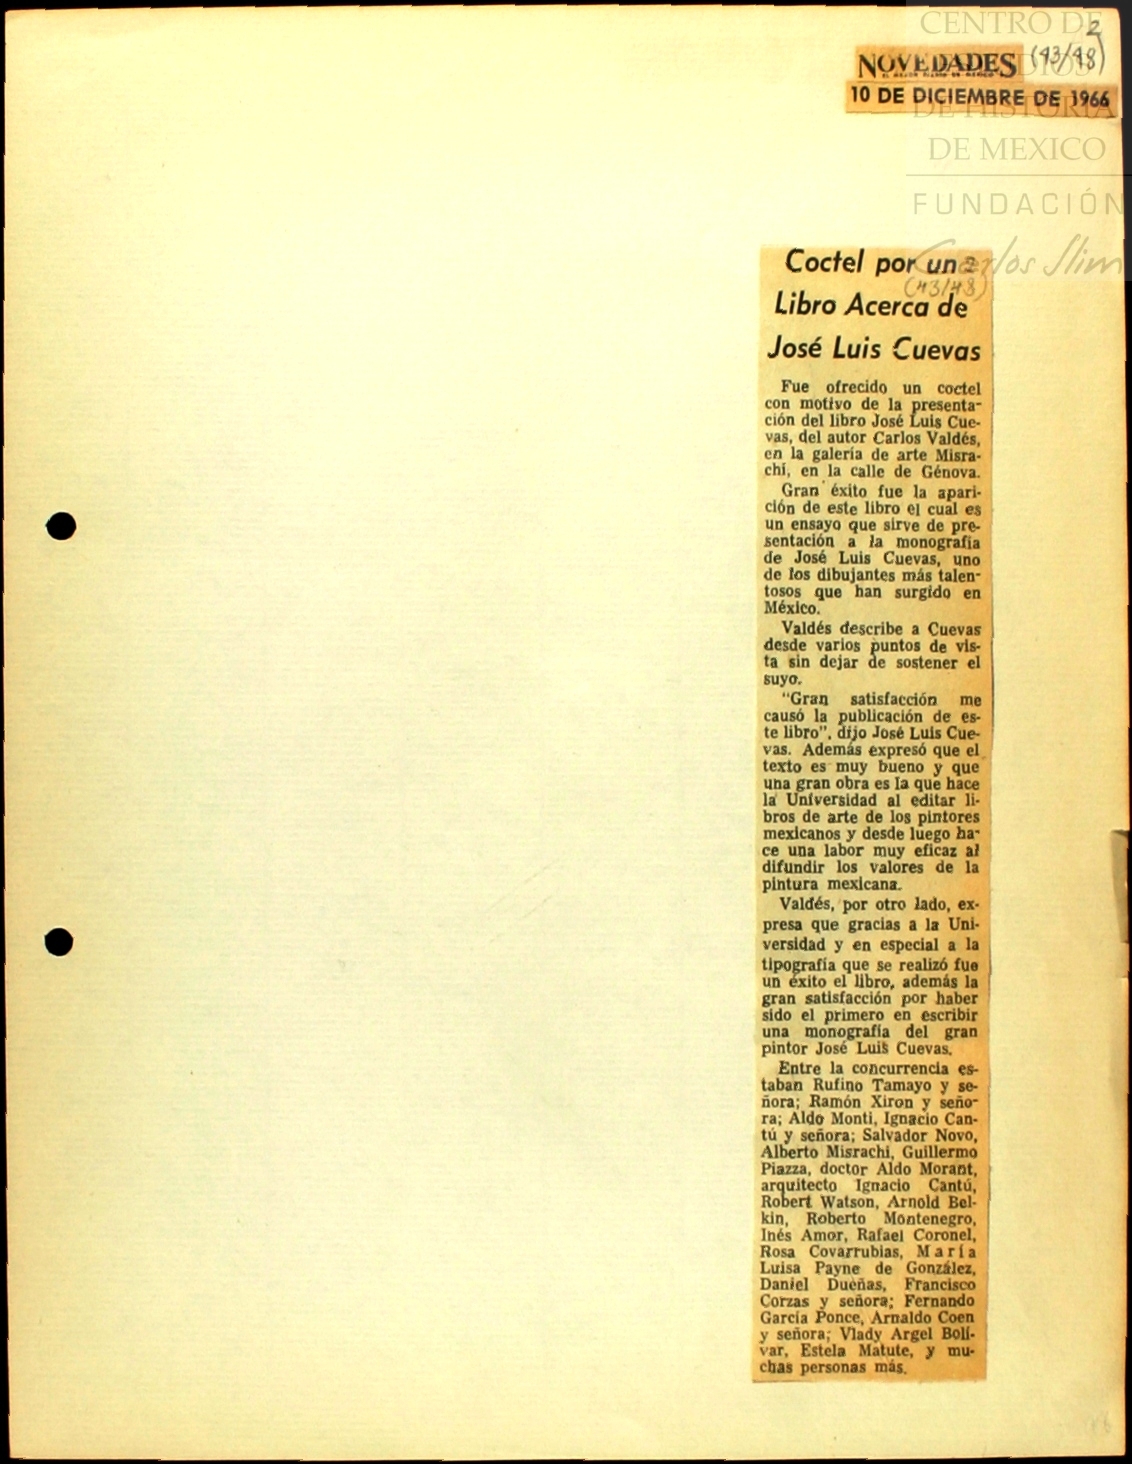 CENTRO DE
ESTUDIOS
DE HISTORIA
DE MEXICO
FUNDACIÓN
Carlos Slim
2
(43/48)
NOVEDADES
EL MEJOR DIARIO DE MEXICO
10 DE DICIEMBRE DE 1966
Coctel por un
2
(43/48)
Libro Acerca de
José Luis Cuevas
Fue ofrecido un coctel
con motivo de la presenta-
ción del libro José Luis Cue-
vas, del autor Carlos Valdés,
en la galería de arte Misra-
chi, en la calle de Génova.
Gran éxito fue la apari-
ción de este libro el cual es
un ensayo que sirve de pre-
sentación a la monografía
de José Luis Cuevas, uno
de los dibujantes más talen-
tosos que han surgido en
México.
Valdés describe a Cuevas
desde varios puntos de vis-
ta sin dejar de sostener el
suyo.
"Gran satisfacción me
causó la publicación de es-
te libro", dijo José Luis Cue-
vas. Además expresó que el
texto es muy bueno y que
una gran obra es la que hace
la Universidad al editar li-
bros de arte de los pintores
mexicanos y desde luego ha-
ce una labor muy eficaz al
difundir los valores de la
pintura mexicana.
Valdés, por otro lado, ex-
presa que gracias a la Uni-
versidad y en especial a la
tipografía que se realizó fue
un éxito el libro, además la
gran satisfacción por haber
sido el primero en escribir
una monografía del gran
pintor José Luis Cuevas.
Entre la concurrencia es-
taban Rufino Tamayo y se-
ñora; Ramón Xiron y seño-
ra; Aldo Monti, Ignacio Can-
tú y señora; Salvador Novo,
Alberto Misrachi, Guillermo
Piazza, doctor Aldo Morant,
arquitecto Ignacio Cantú,
Robert Watson, Arnold Bel-
kin, Roberto Montenegro,
Inés Amor, Rafael Coronel,
Rosa Covarrubias, María
Luisa Payne de González,
Daniel Dueñas, Francisco
Corzas y señora; Fernando
García Ponce, Arnaldo Coen
y señora; Vlady Argel Bolí-
var, Estela Matute, y mu-
chas personas más.